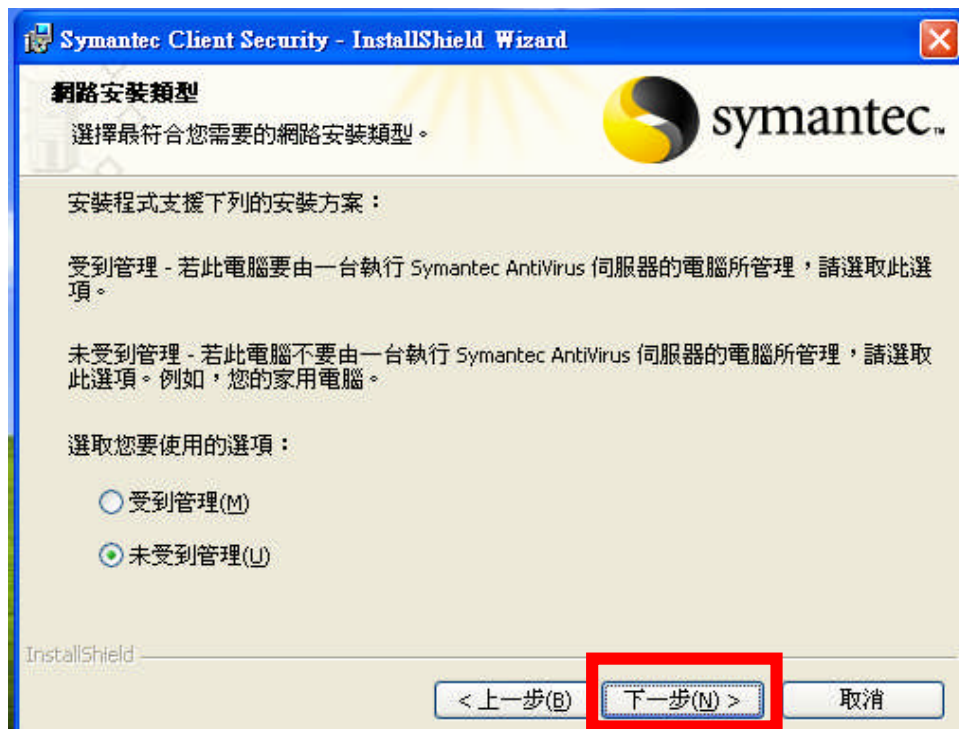 Symantec Client Security - InstallShield Wizard
網路安裝類型
選擇最符合您需要的網路安裝類型。
symantec™
安裝程式支援下列的安裝方案：
受到管理 - 若此電腦要由一台執行 Symantec AntiVirus 伺服器的電腦所管理，請選取此選
項。
未受到管理 - 若此電腦不要由一台執行 Symantec AntiVirus 伺服器的電腦所管理，請選取
此選項。例如，您的家用電腦。
選取您要使用的選項：
受到管理(M)
未受到管理(U)
InstallShield
< 上一步(B)
下一步(N) >
取消